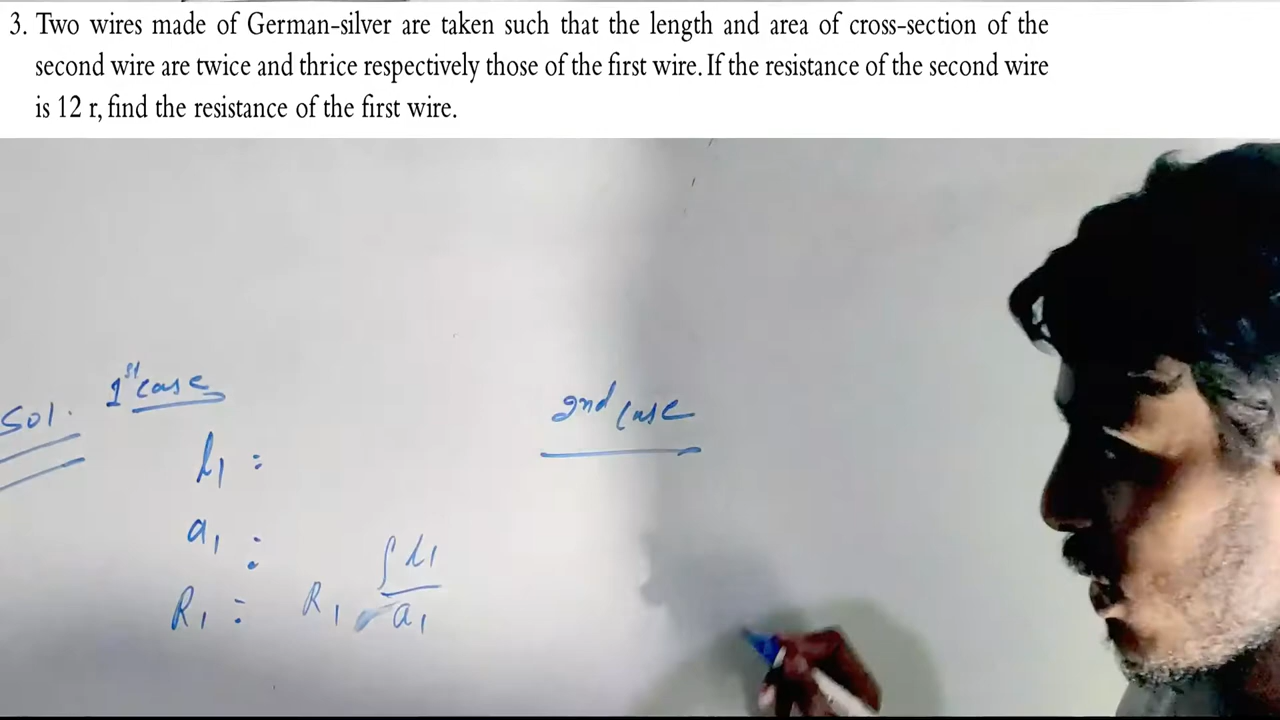 3. Two wires made of German-silver are taken such that the length and area of cross-section of the
second wire are twice and thrice respectively those of the first wire. If the resistance of the second wire
is 12 r, find the resistance of the first wire.
Sol.
1st case
2nd case
l1 :
a1 :
R1 : R1 ρl1
a1